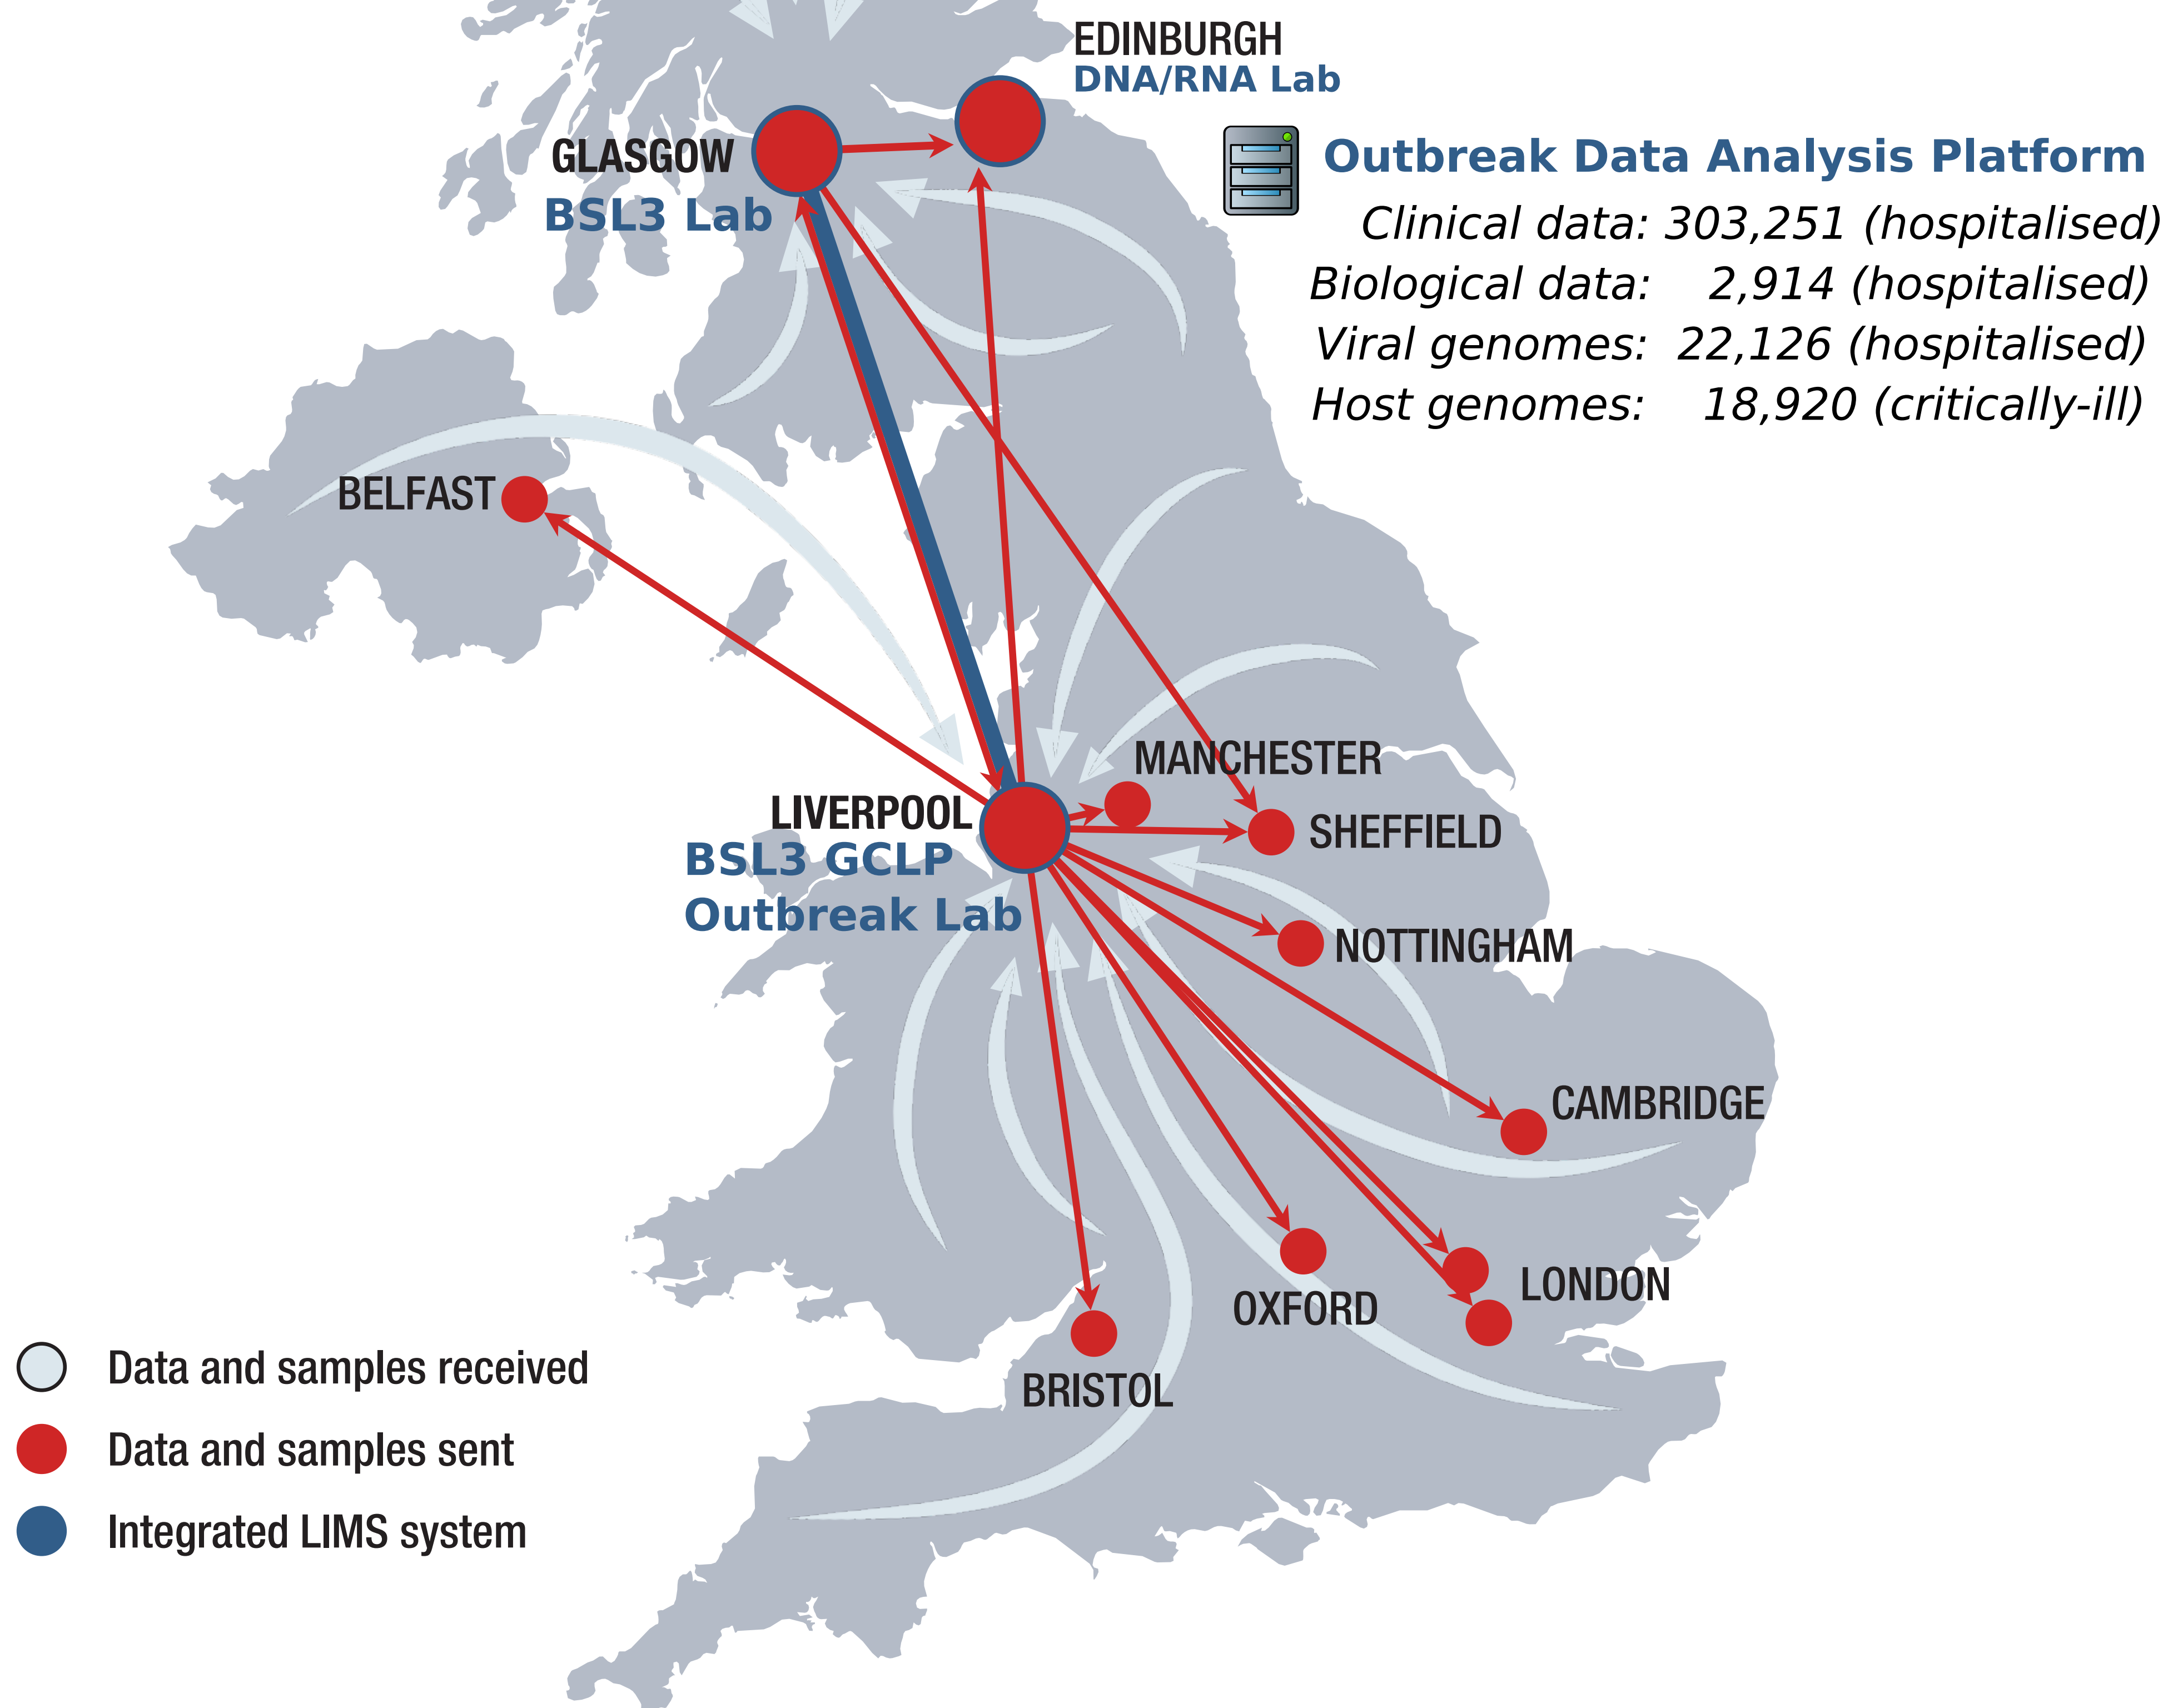 EDINBURGH
DNA/RNA Lab
GLASGOW
BSL3 Lab
Outbreak Data Analysis Platform
Clinical data: 303,251 (hospitalised)
Biological data: 2,914 (hospitalised)
Viral genomes: 22,126 (hospitalised)
Host genomes: 18,920 (critically-ill)
BELFAST
MANCHESTER
LIVERPOOL
BSL3 GCLP
Outbreak Lab
SHEFFIELD
NOTTINGHAM
CAMBRIDGE
LONDON
OXFORD
BRISTOL
Data and samples received
Data and samples sent
Integrated LIMS system